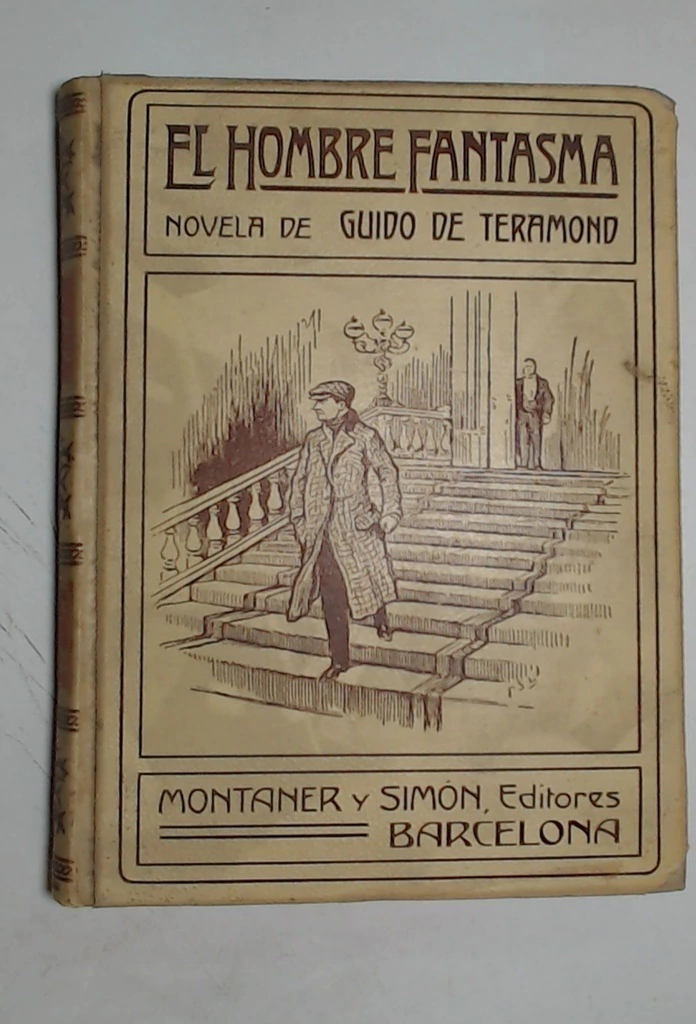 EL HOMBRE FANTASMA
NOVELA DE GUIDO DE TERAMOND
MONTANER Y SIMÓN, Editores
BARCELONA